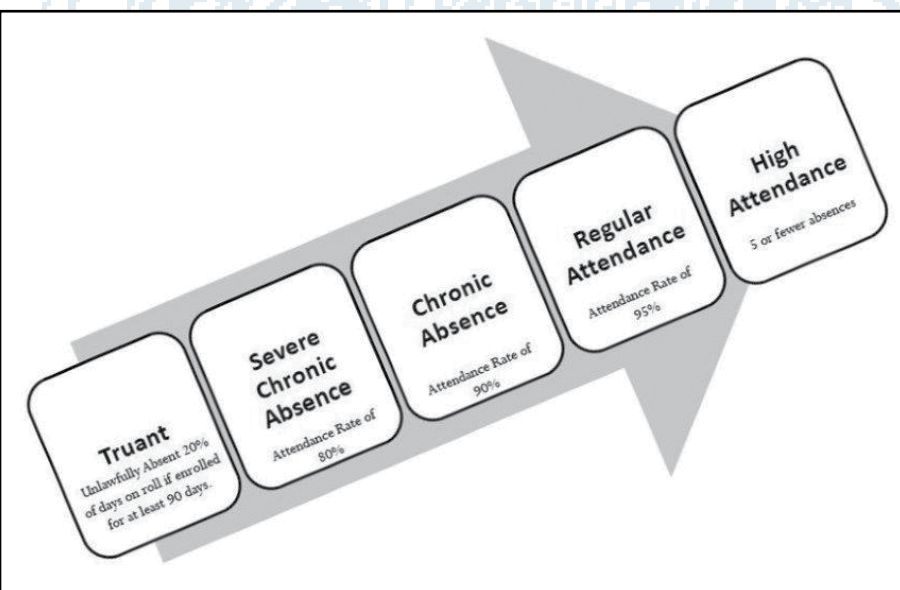 Truant
Unlawfully Absent 20%
of days on roll if enrolled
for at least 90 days.
Severe
Chronic
Absence
Attendance Rate of
80%
Chronic
Absence
Attendance Rate of
90%
Regular
Attendance
Attendance Rate of
95%
High
Attendance
5 or fewer absences